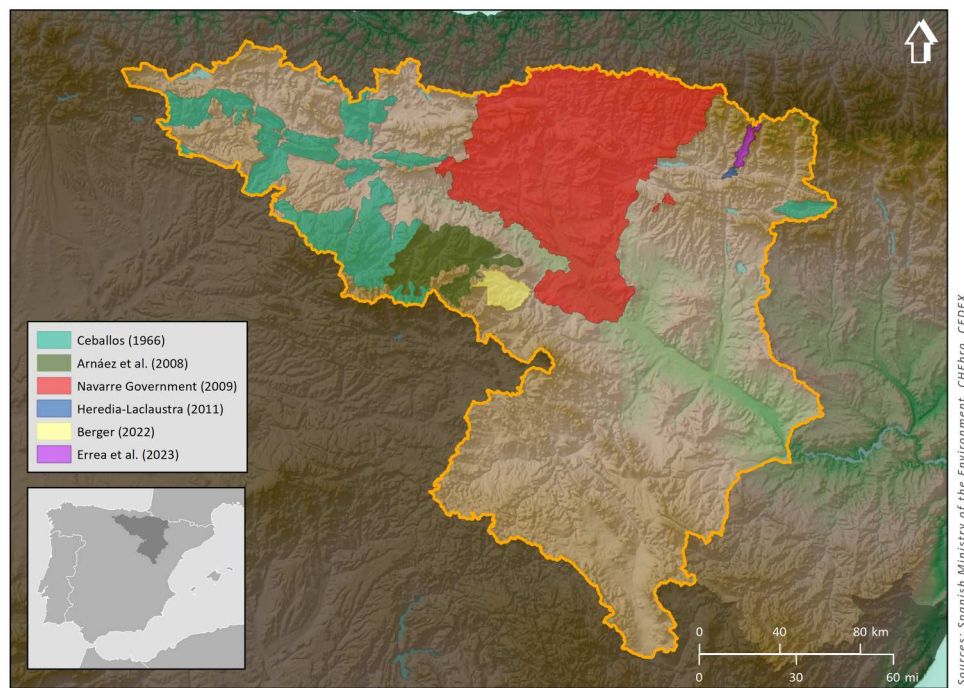 Ceballos (1966)
Arnáez et al. (2008)
Navarre Government (2009)
Heredia-Laclaustra (2011)
Berger (2022)
Errea et al. (2023)
0 40 80 km
0 30 60 mi
Sources: Spanish Ministry of the Environment, CHEbro, CEDEX